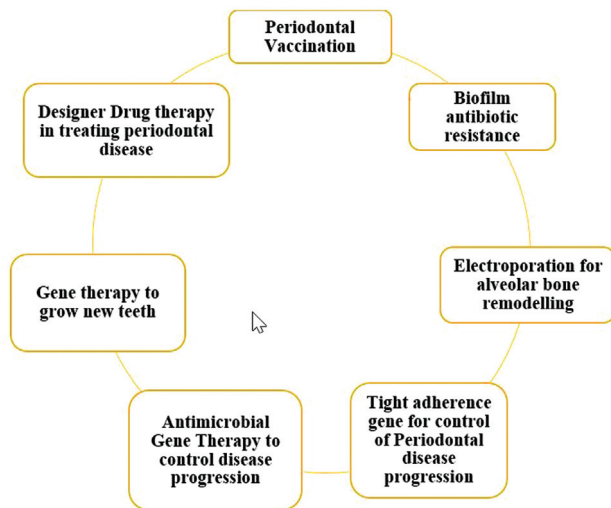 Periodontal
Vaccination
Biofilm
antibiotic
resistance
Electroporation for
alveolar bone
remodelling
Tight adherence
gene for control
of Periodontal
disease
progression
Antimicrobial
Gene Therapy to
control disease
progression
Gene therapy to
grow new teeth
Designer Drug therapy
in treating periodontal
disease